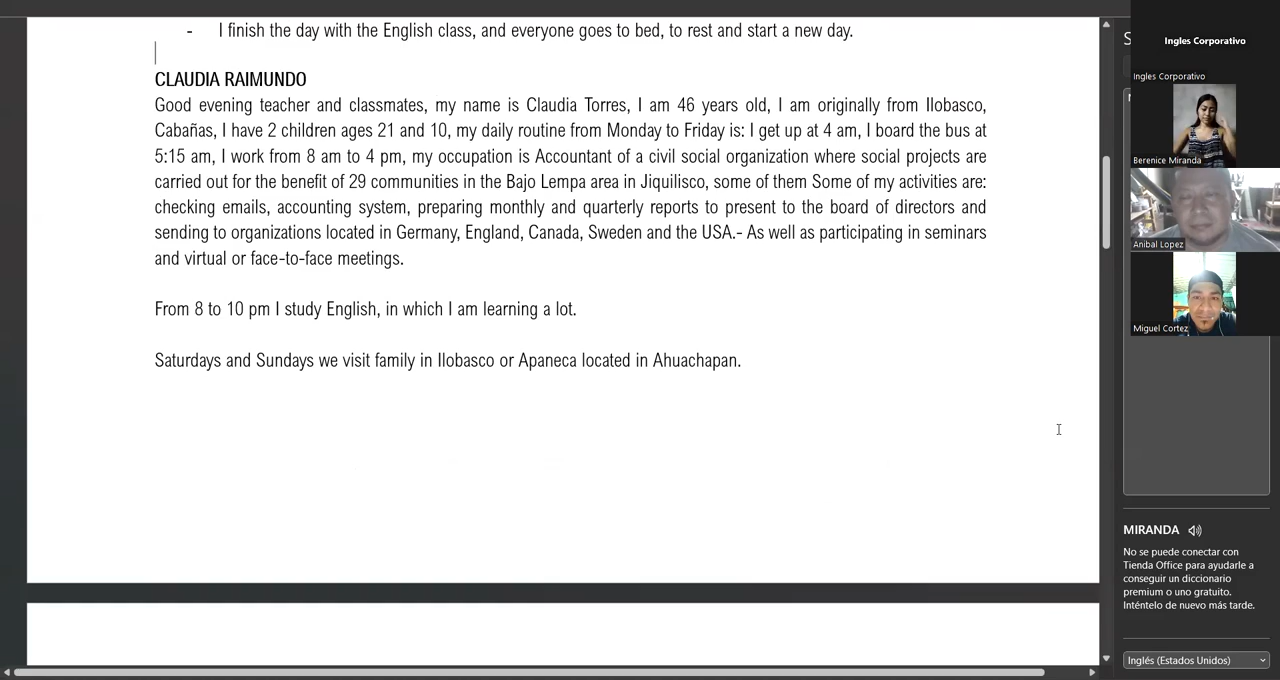 - I finish the day with the English class, and everyone goes to bed, to rest and start a new day.
CLAUDIA RAIMUNDO
Good evening teacher and classmates, my name is Claudia Torres, I am 46 years old, I am originally from Ilobasco,
Cabañas, I have 2 children ages 21 and 10, my daily routine from Monday to Friday is: I get up at 4 am, I board the bus at
5:15 am, I work from 8 am to 4 pm, my occupation is Accountant of a civil social organization where social projects are
carried out for the benefit of 29 communities in the Bajo Lempa area in Jiquilisco, some of them Some of my activities are:
checking emails, accounting system, preparing monthly and quarterly reports to present to the board of directors and
sending to organizations located in Germany, England, Canada, Sweden and the USA.- As well as participating in seminars
and virtual or face-to-face meetings.
From 8 to 10 pm I study English, in which I am learning a lot.
Saturdays and Sundays we visit family in Ilobasco or Apaneca located in Ahuachapan.
Ingles Corporativo
Ingles Corporativo
Berenice Miranda
Anibal Lopez
Miguel Cortez
MIRANDA
No se puede conectar con
Tienda Office para ayudarle a
conseguir un diccionario
premium o uno gratuito.
Inténtelo de nuevo más tarde.
Inglés (Estados Unidos)